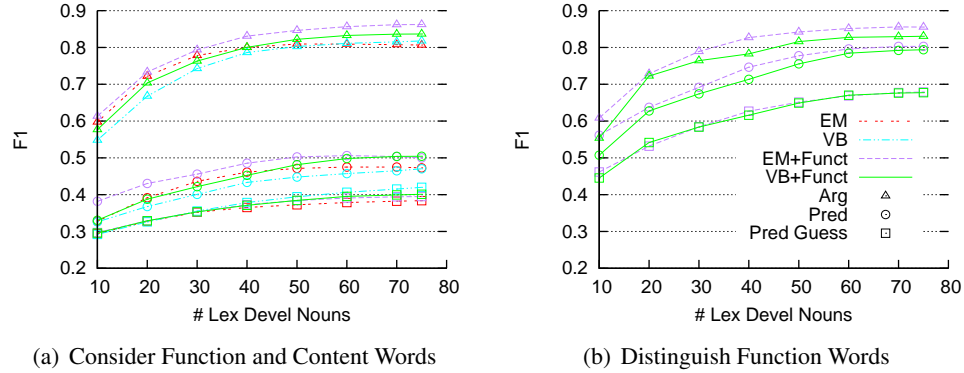 0.9
0.8
0.7
0.6
0.5
0.4
0.3
0.2
F1
10 20 30 40 50 60 70 80
# Lex Devel Nouns
(a) Consider Function and Content Words
0.9
0.8
0.7
0.6
0.5
0.4
0.3
0.2
F1
10 20 30 40 50 60 70 80
# Lex Devel Nouns
EM
VB
EM+Funct
VB+Funct
Arg
Pred
Pred Guess
(b) Distinguish Function Words